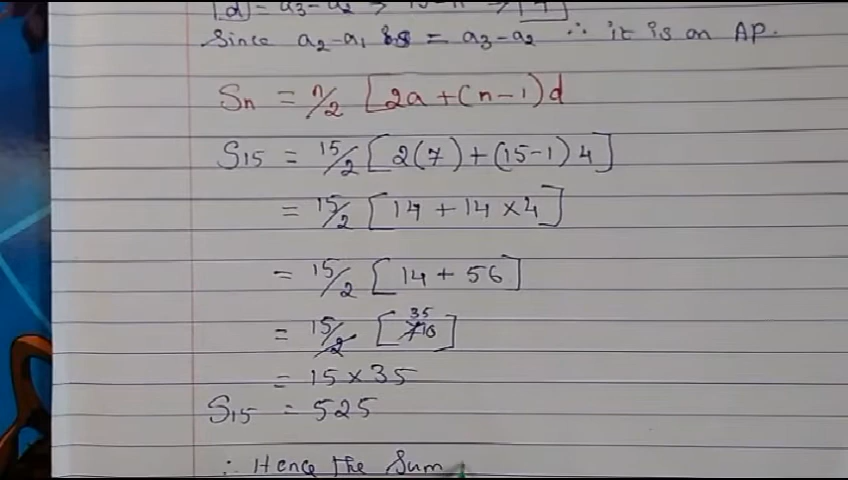 Since a₂-a₁ = a₃-a₂ ∴ it is an AP.
Sn = n/2 [2a+(n-1)d
S₁₅ = 15/2 [2(7)+(15-1)4]
= 15/2 [14+14×4]
= 15/2 [14+56]
= 15/2 [70] 35
= 15×35
S₁₅ = 525
∴ Hence the Sum